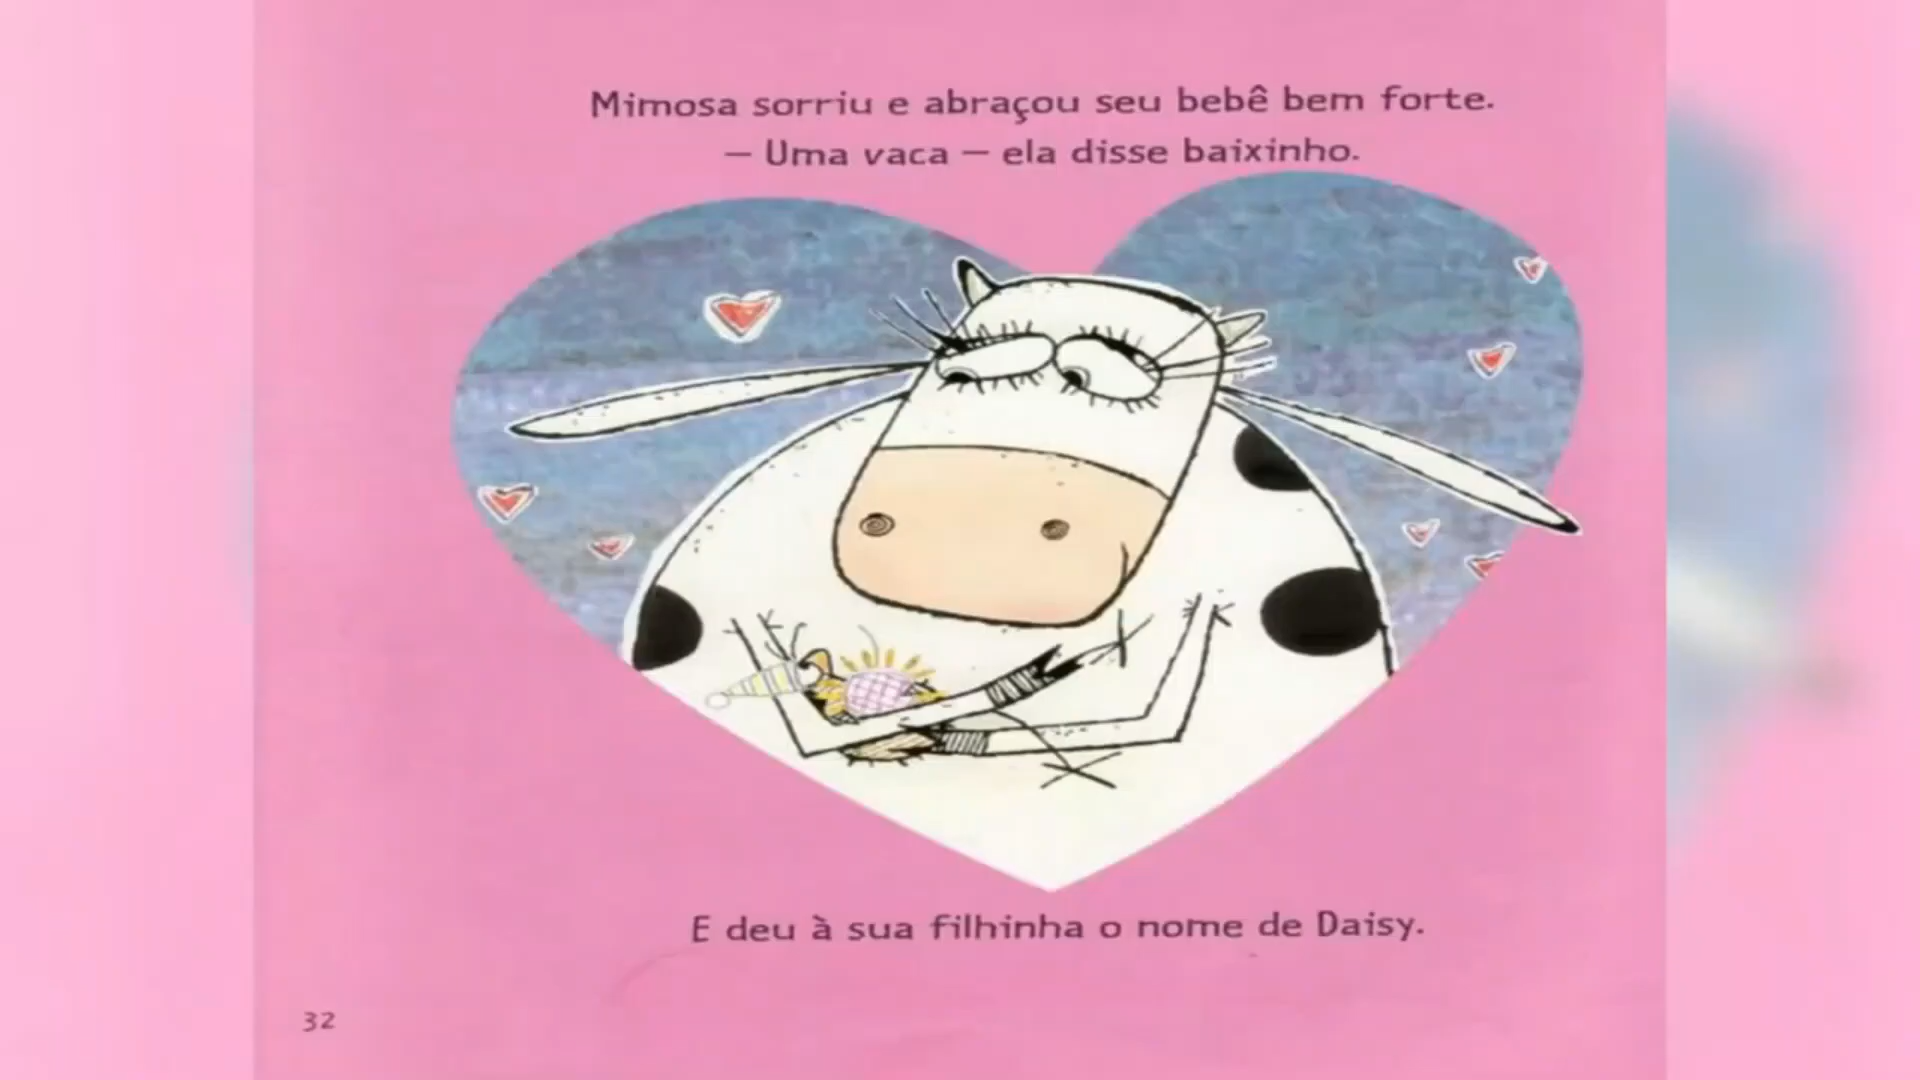 Mimosa sorriu e abraçou seu bebê bem forte.
— Uma vaca — ela disse baixinho.
E deu à sua filhinha o nome de Daisy.
32